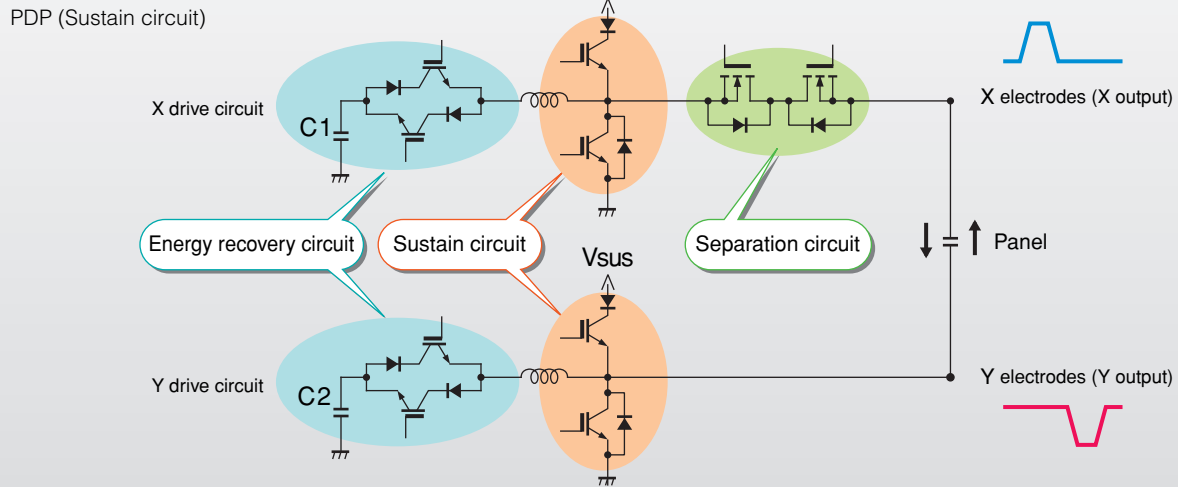 PDP (Sustain circuit)
X drive circuit
C1
X electrodes (X output)
Energy recovery circuit
Sustain circuit
Separation circuit
Panel
Vsus
Y drive circuit
C2
Y electrodes (Y output)